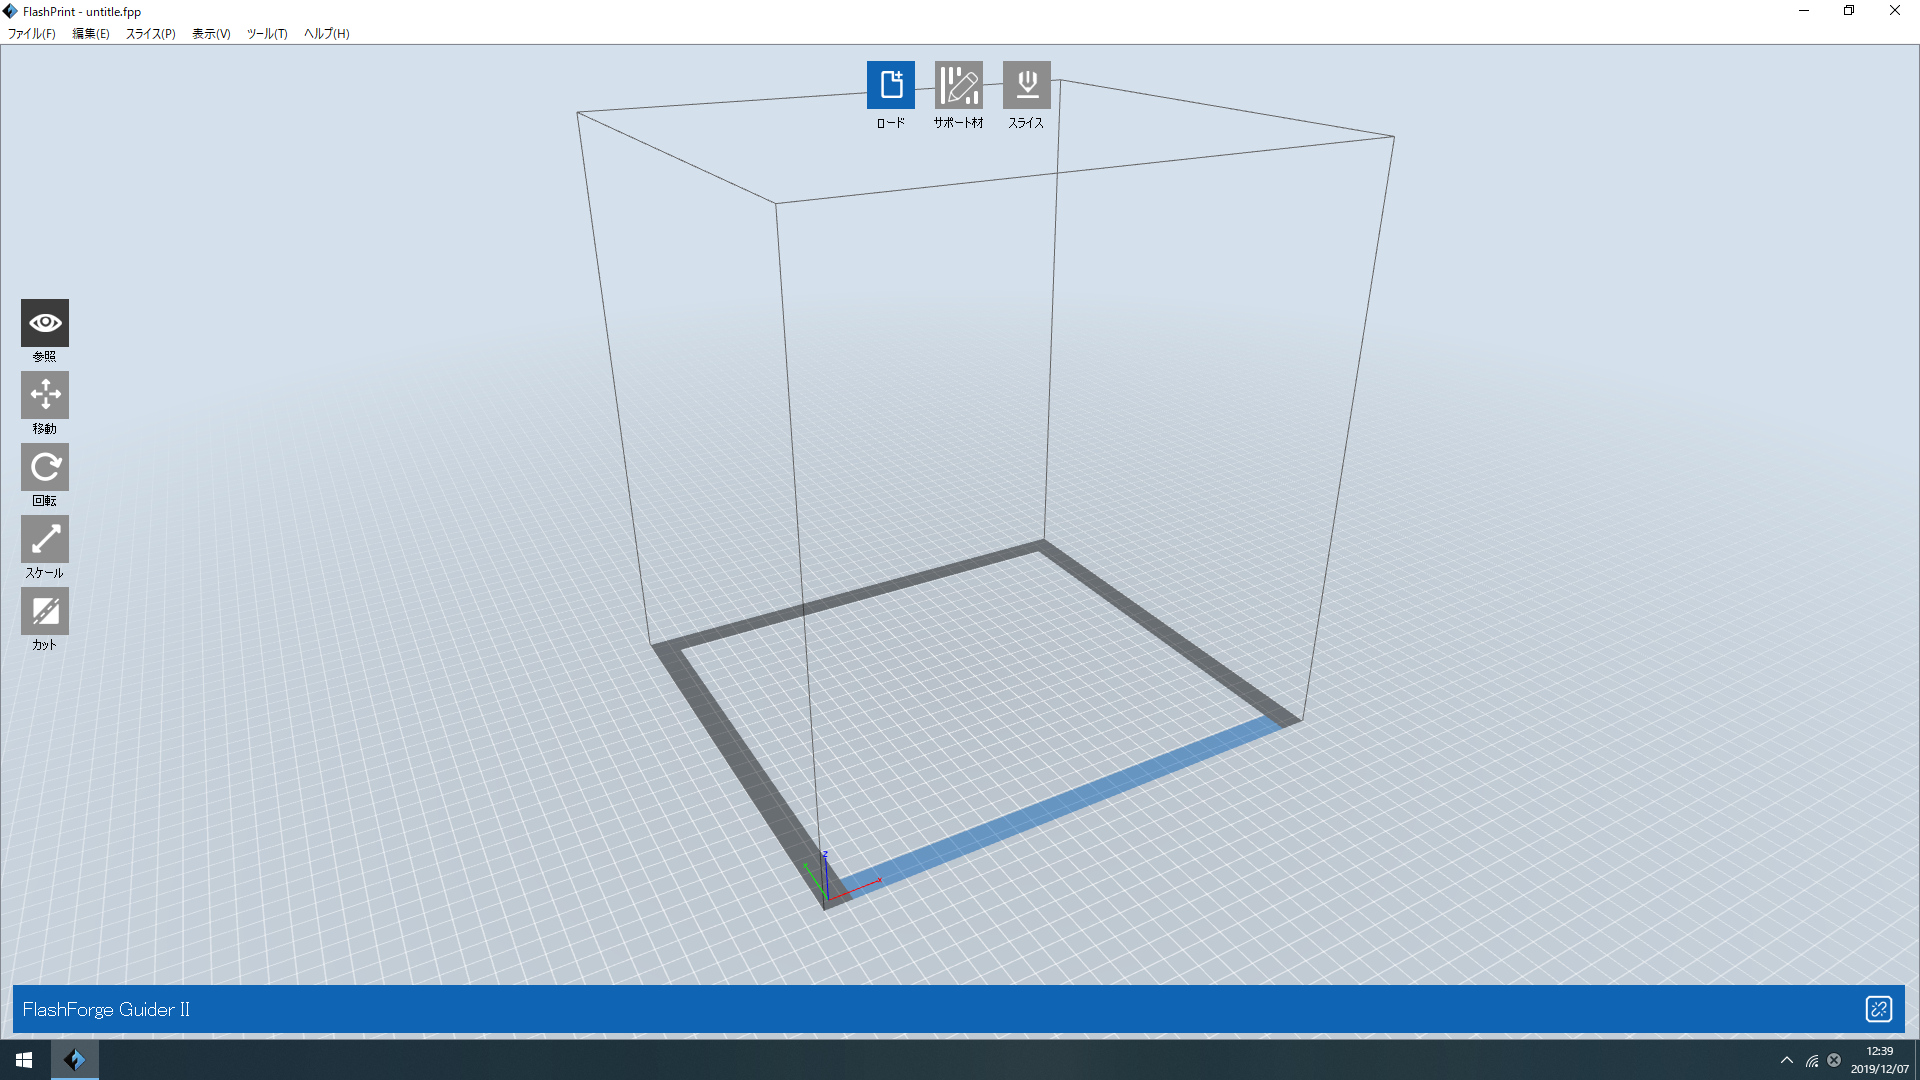 FlashPrint - untitle.fpp
ファイル(F) 編集(E) スライス(P) 表示(V) ツール(T) ヘルプ(H)
ロード サポート材 スライス
参照
移動
回転
スケール
カット
z
x
FlashForge Guider II
12:39
2019/12/07